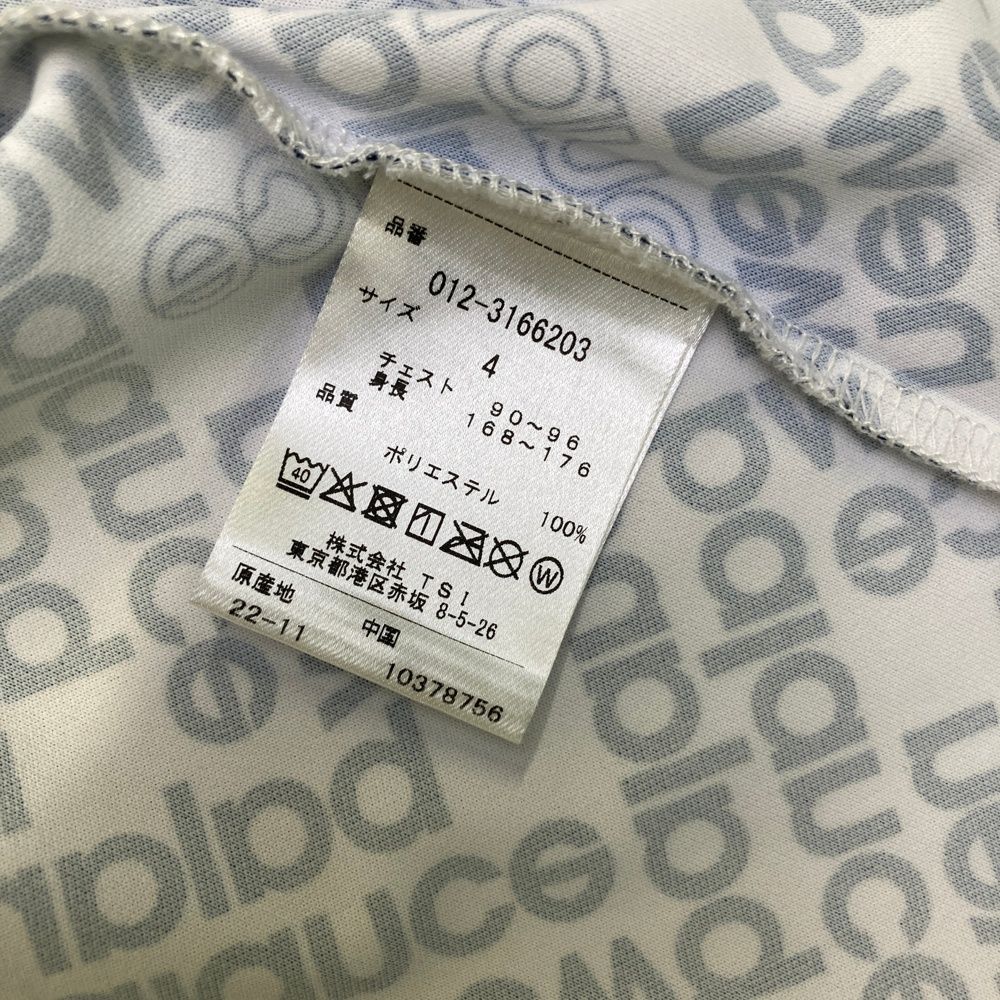 品番
012-3166203
サイズ
4
チェスト 90～96
身長 168～176
品質
ポリエステル 100%
40
W
株式会社 TSI
東京都港区赤坂 8-5-26
原産地 中国
22-11 10378756